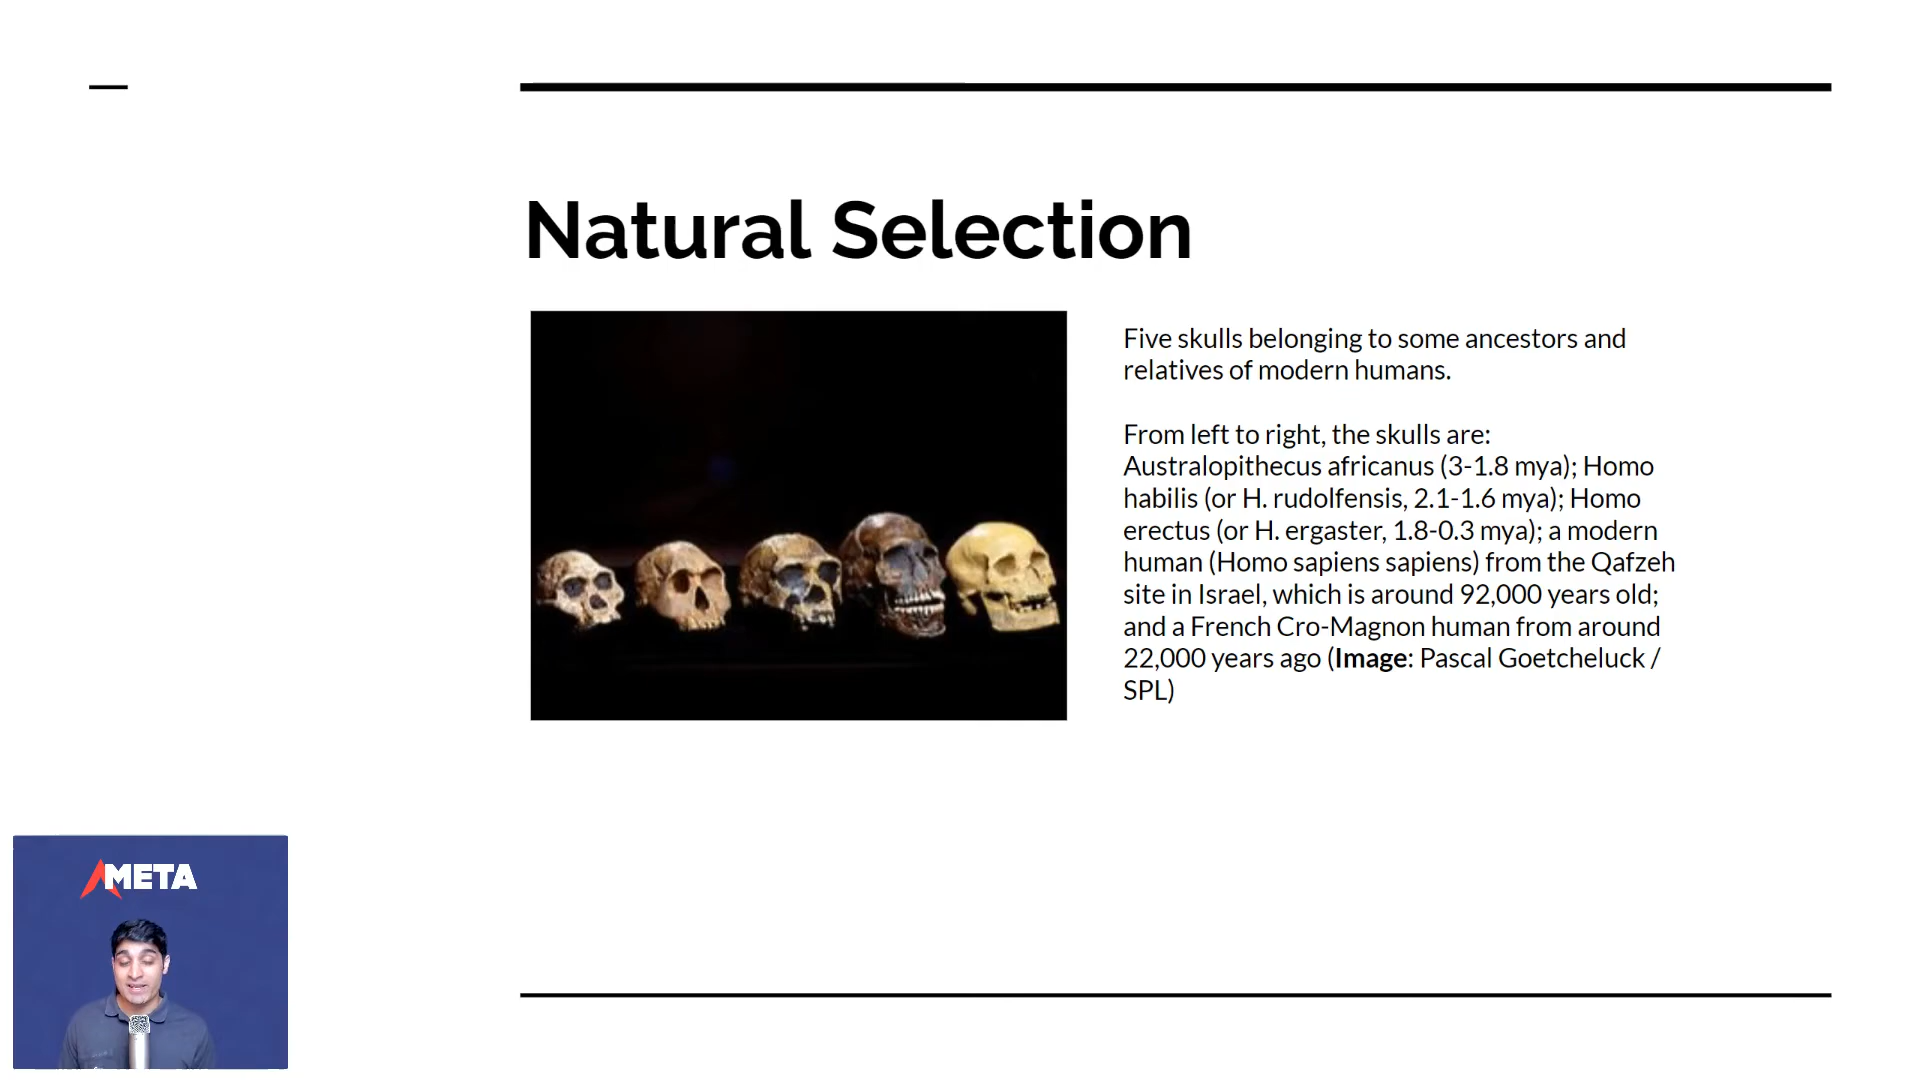 Natural Selection
Five skulls belonging to some ancestors and
relatives of modern humans.
From left to right, the skulls are:
Australopithecus africanus (3-1.8 mya); Homo
habilis (or H. rudolfensis, 2.1-1.6 mya); Homo
erectus (or H. ergaster, 1.8-0.3 mya); a modern
human (Homo sapiens sapiens) from the Qafzeh
site in Israel, which is around 92,000 years old;
and a French Cro-Magnon human from around
22,000 years ago (Image: Pascal Goetcheluck /
SPL)
META